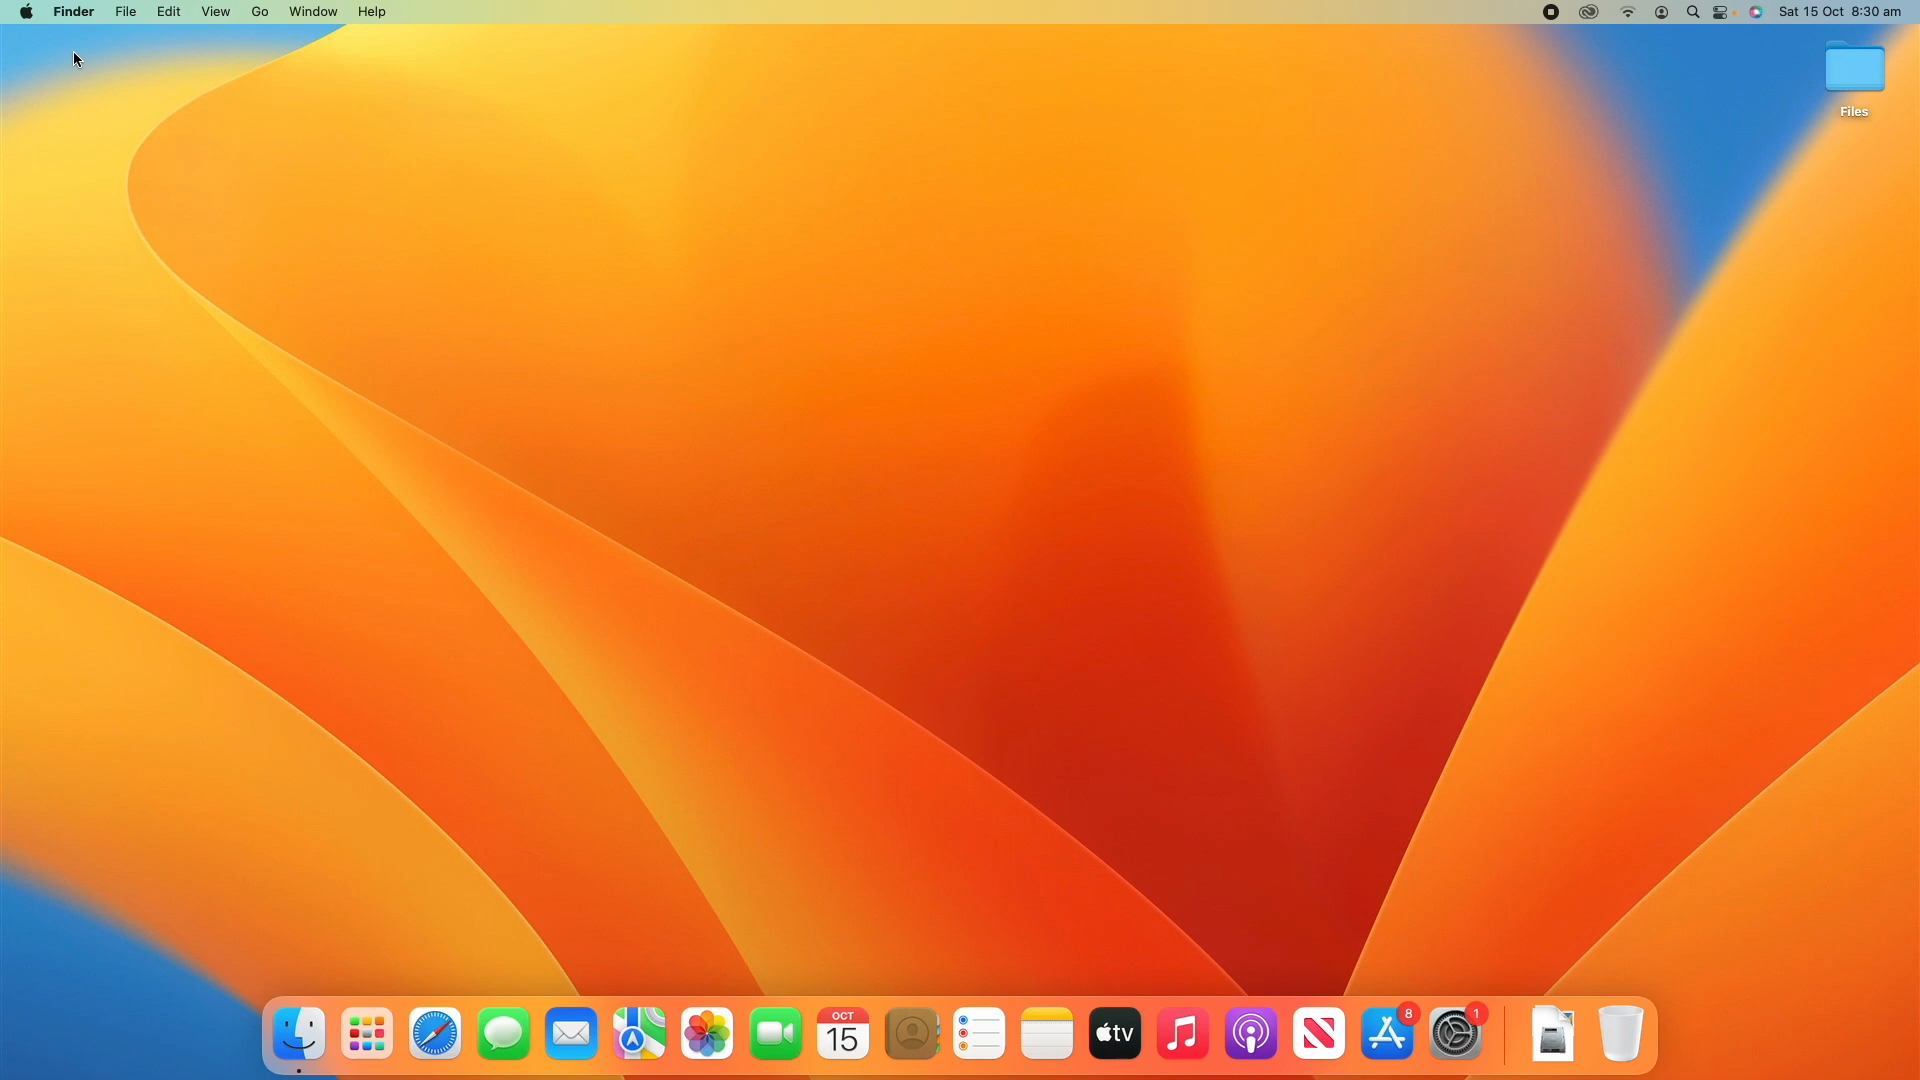 Finder File Edit View Go Window Help Sat 15 Oct 8:30 am
Files
OCT
15
tv
8
1